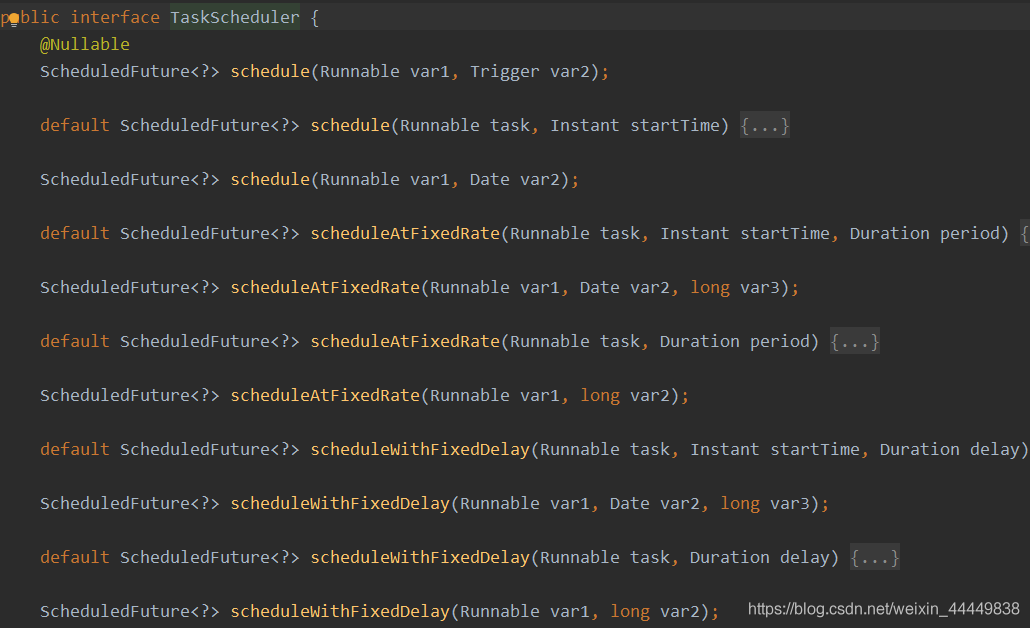 public interface TaskScheduler {
@Nullable
ScheduledFuture<?> schedule(Runnable var1, Trigger var2);
default ScheduledFuture<?> schedule(Runnable task, Instant startTime) {...}
ScheduledFuture<?> schedule(Runnable var1, Date var2);
default ScheduledFuture<?> scheduleAtFixedRate(Runnable task, Instant startTime, Duration period) {
ScheduledFuture<?> scheduleAtFixedRate(Runnable var1, Date var2, long var3);
default ScheduledFuture<?> scheduleAtFixedRate(Runnable task, Duration period) {...}
ScheduledFuture<?> scheduleAtFixedRate(Runnable var1, long var2);
default ScheduledFuture<?> scheduleWithFixedDelay(Runnable task, Instant startTime, Duration delay)
ScheduledFuture<?> scheduleWithFixedDelay(Runnable var1, Date var2, long var3);
default ScheduledFuture<?> scheduleWithFixedDelay(Runnable task, Duration delay) {...}
ScheduledFuture<?> scheduleWithFixedDelay(Runnable var1, long var2);
https://blog.csdn.net/weixin_44449838